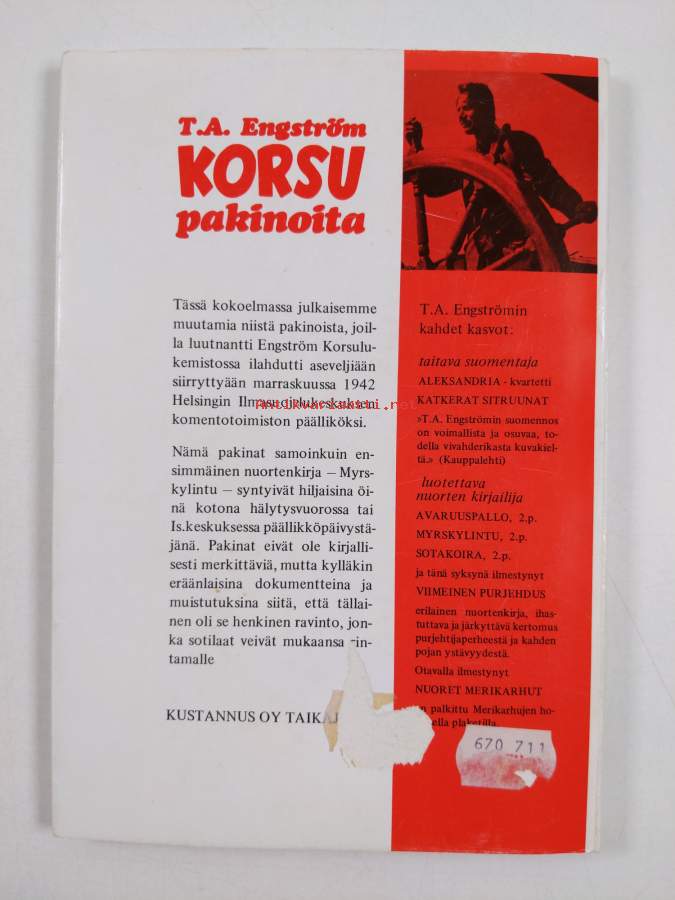 T.A. Engström
KORSU
pakinoita
Tässä kokoelmassa julkaisemme
muutamia niistä pakinoista, joil-
la luutnantti Engström Korsulu-
kemistossa ilahdutti aseveljiään
siirryttyään marraskuussa 1942
Helsingin Ilmasuojelukeskuksen
komentotoimiston päälliköksi.
Nämä pakinat samoinkuin en-
simmäinen nuortenkirja — Myrs-
kylintu — syntyivät hiljaisina öi-
nä kotona hälytysvuorossa tai
Is.keskuksessa päällikköpäivystä-
jänä. Pakinat eivät ole kirjalli-
sesti merkittäviä, mutta kylläkin
eräänlaisina dokumentteina ja
muistutuksina siitä, että tällai-
nen oli se henkinen ravinto, jon-
ka sotilaat veivät mukaansa rin-
tamalle
KUSTANNUS OY
T.A. Engströmin
kahdet kasvot:
taitava suomentaja
ALEKSANDRIA - kvartetti
KATKERAT SITRUUNAT
»T.A. Engströmin suomennos
on voimallista ja osuvaa, to-
della vivahderikasta kuvakiel-
tä.» (Kauppalehti)
luotettava
nuorten kirjailija
AVARUUSPALLO, 2.p.
MYRSKYLINTU, 2.p.
SOTAKOIRA, 2.p.
ja tänä syksynä ilmestynyt
VIIMEINEN PURJEHDUS
erilainen nuortenkirja, ihas-
tuttava ja järkyttävä kertomus
purjehtijaperheestä ja kahden
pojan ystävyydestä.
Otavalla ilmestynyt
NUORET MERIKARHUT
palkittu Merikarhujen ho-
plaketilla.
670 711
Antikvariaatti.net